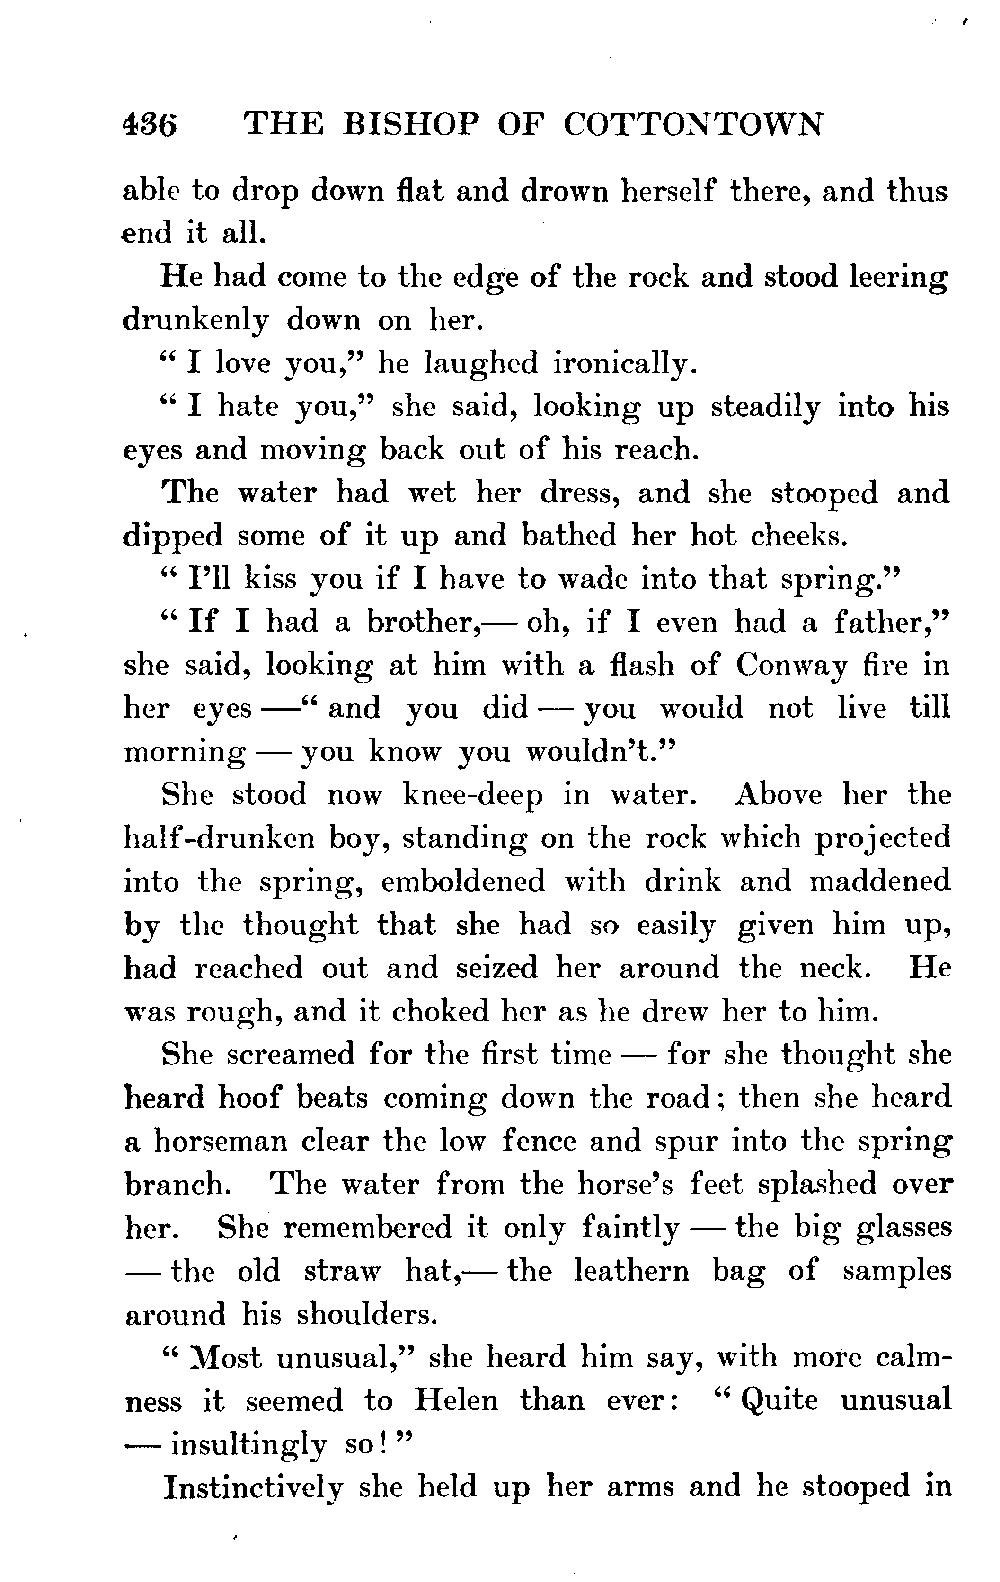 436 THE BISHOP OF COTTONTOWN
able to drop down flat and drown herself there, and thus
end it all.
He had come to the edge of the rock and stood leering
drunkenly down on her.
“ I love you,” he laughed ironically.
“ I hate you,” she said, looking up steadily into his
eyes and moving back out of his reach.
The water had wet her dress, and she stooped and
dipped some of it up and bathed her hot cheeks.
“ I’ll kiss you if I have to wade into that spring.”
“ If I had a brother,— oh, if I even had a father,”
she said, looking at him with a flash of Conway fire in
her eyes —“ and you did — you would not live till
morning — you know you wouldn’t.”
She stood now knee-deep in water. Above her the
half-drunken boy, standing on the rock which projected
into the spring, emboldened with drink and maddened
by the thought that she had so easily given him up,
had reached out and seized her around the neck. He
was rough, and it choked her as he drew her to him.
She screamed for the first time — for she thought she
heard hoof beats coming down the road; then she heard
a horseman clear the low fence and spur into the spring
branch. The water from the horse’s feet splashed over
her. She remembered it only faintly — the big glasses
— the old straw hat,— the leathern bag of samples
around his shoulders.
“ Most unusual,” she heard him say, with more calm-
ness it seemed to Helen than ever: “ Quite unusual
— insultingly so! ”
Instinctively she held up her arms and he stooped in